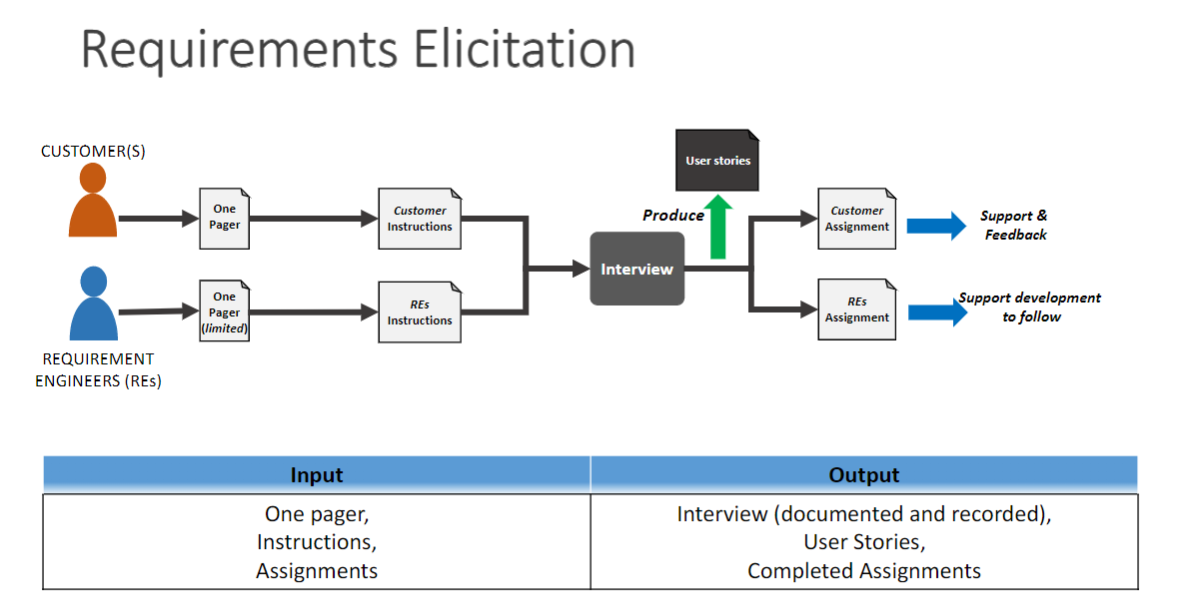 Requirements Elicitation
CUSTOMER(S)
One
Pager
Customer
Instructions
User stories
Produce
Interview
Customer
Assignment
Support &
Feedback
One
Pager
(limited)
REs
Instructions
REs
Assignment
Support development
to follow
REQUIREMENT
ENGINEERS (REs)
Input
Output
One pager,
Instructions,
Assignments
Interview (documented and recorded),
User Stories,
Completed Assignments